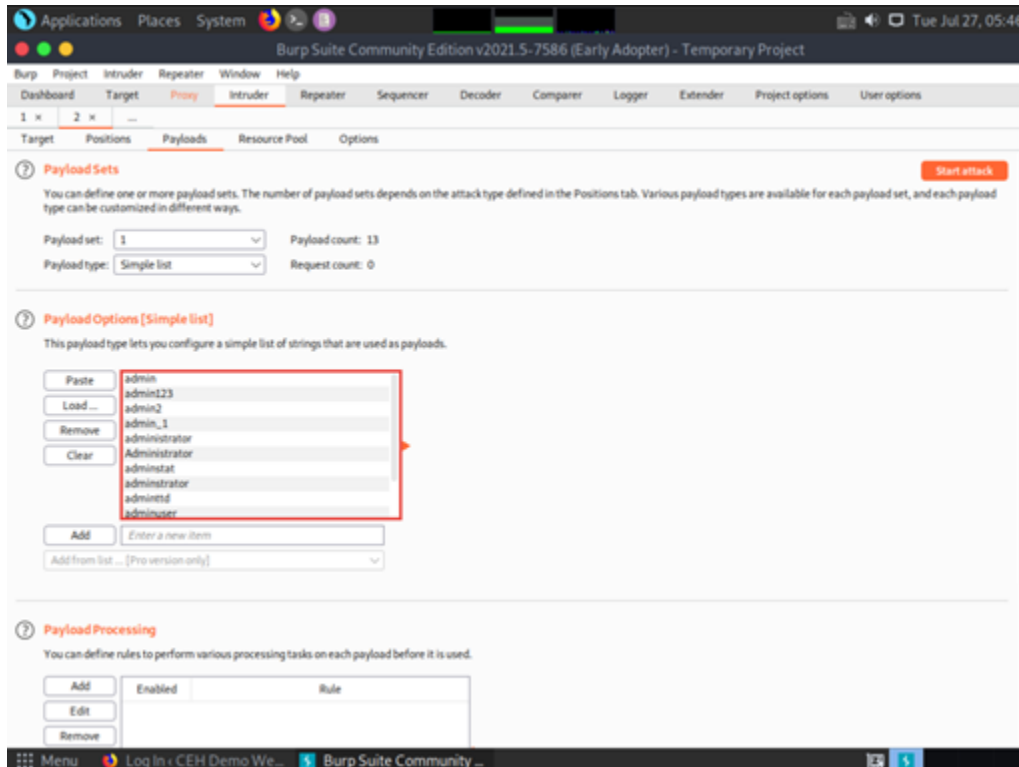 Applications Places System Tue Jul 27, 05:46
Burp Suite Community Edition v2021.5-7586 (Early Adopter) - Temporary Project
Burp Project Intruder Repeater Window Help
Dashboard Target Proxy Intruder Repeater Sequencer Decoder Comparer Logger Extender Project options User options
1 × 2 × ...
Target Positions Payloads Resource Pool Options
? Payload Sets Start attack
You can define one or more payload sets. The number of payload sets depends on the attack type defined in the Positions tab. Various payload types are available for each payload set, and each payload
type can be customized in different ways.
Payload set: 1 Payload count: 13
Payload type: Simple list Request count: 0
? Payload Options [Simple list]
This payload type lets you configure a simple list of strings that are used as payloads.
Paste
Load ...
Remove
Clear
admin
admin123
admin2
admin_1
administrator
Administrator
adminstat
adminstrator
adminttd
adminuser
Add Enter a new item
Add from list ... [Pro version only]
? Payload Processing
You can define rules to perform various processing tasks on each payload before it is used.
Add Enabled Rule
Edit
Remove
Menu Log In ‹ CEH Demo We... Burp Suite Community ...